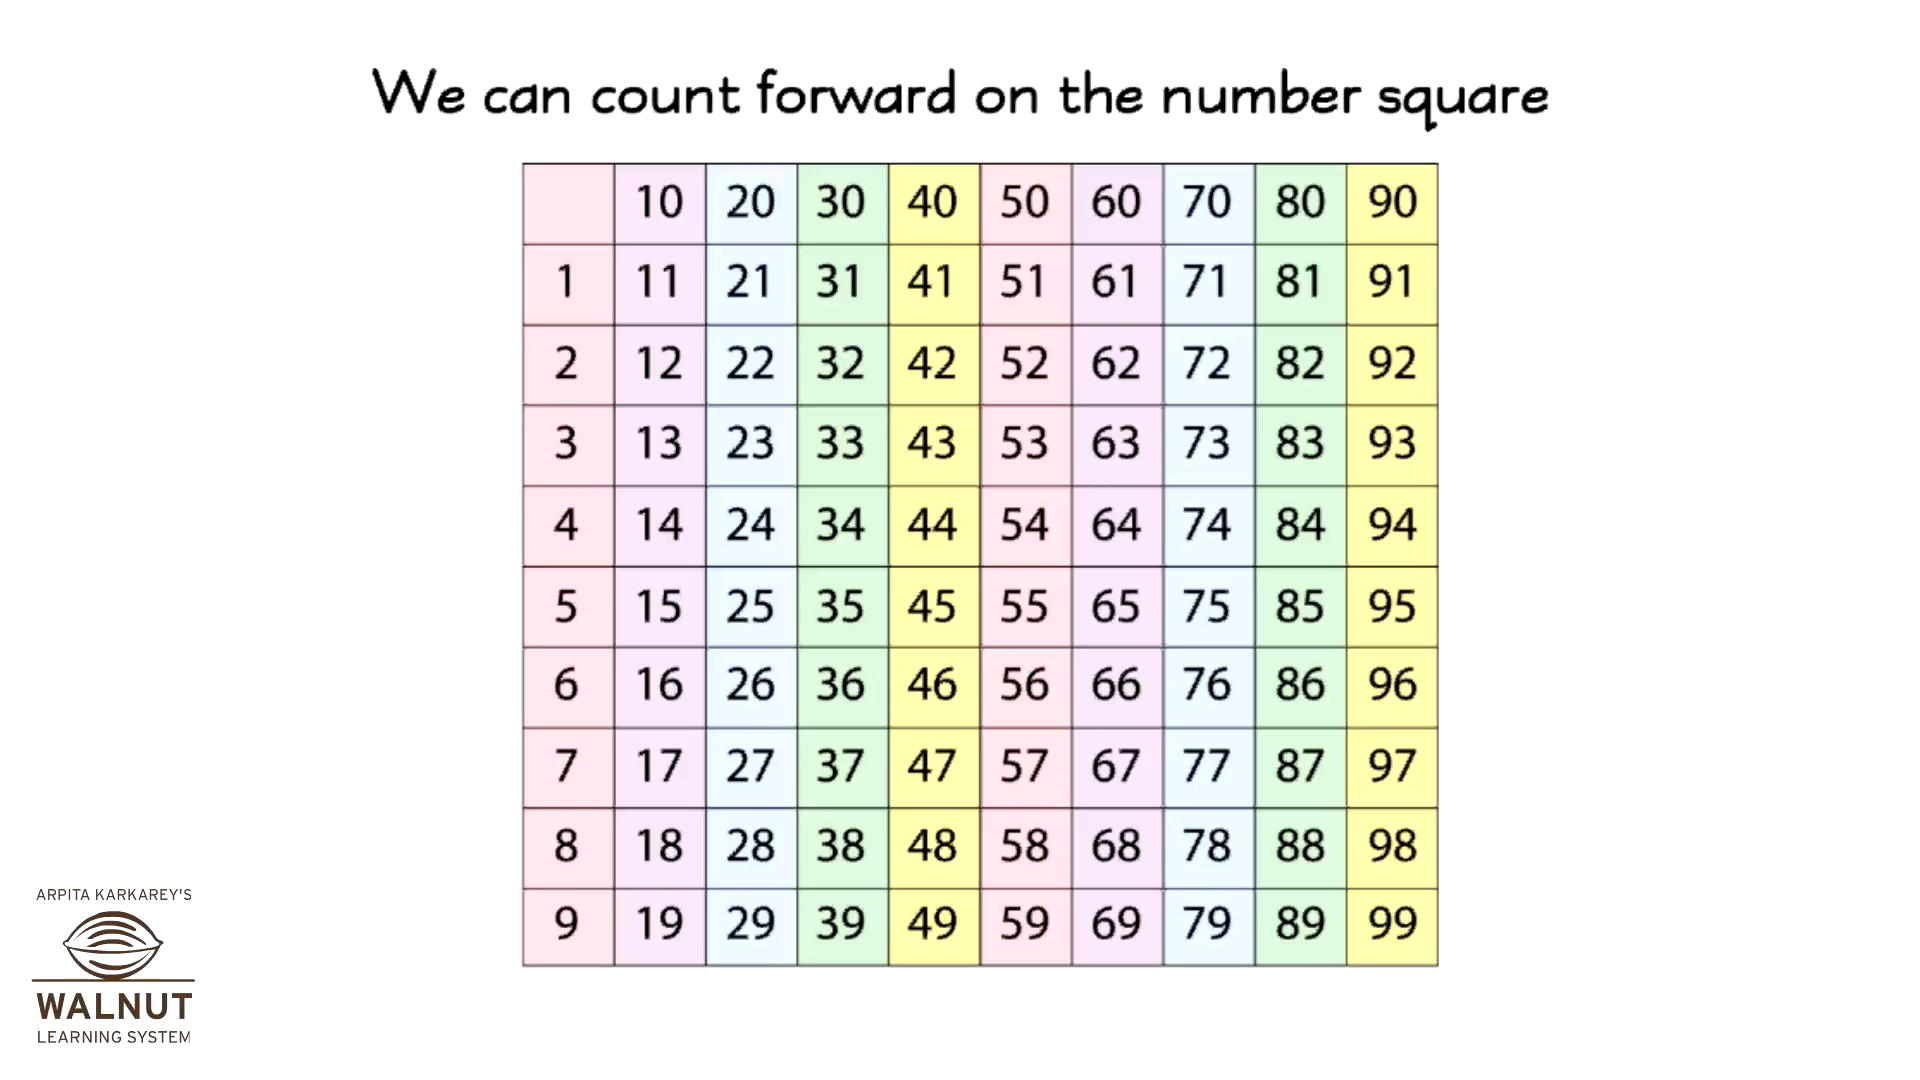 We can count forward on the number square
10 20 30 40 50 60 70 80 90
1 11 21 31 41 51 61 71 81 91
2 12 22 32 42 52 62 72 82 92
3 13 23 33 43 53 63 73 83 93
4 14 24 34 44 54 64 74 84 94
5 15 25 35 45 55 65 75 85 95
6 16 26 36 46 56 66 76 86 96
7 17 27 37 47 57 67 77 87 97
8 18 28 38 48 58 68 78 88 98
9 19 29 39 49 59 69 79 89 99
ARPITA KARKAREY'S
WALNUT
LEARNING SYSTEM